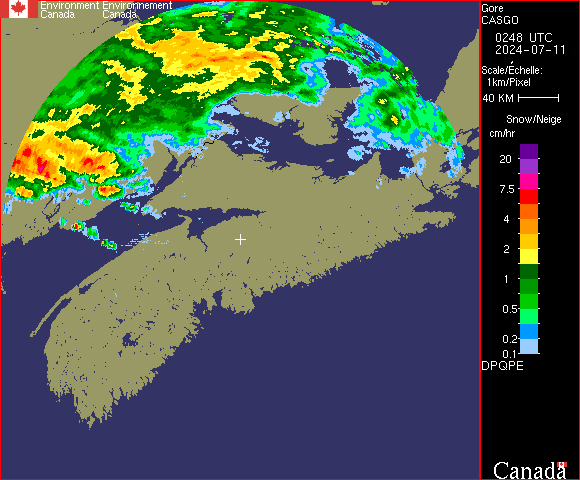 Environment Environnement
Canada Canada
Gore
CASGO
0248 UTC
2024-07-11
Scale/Échelle:
1km/Pixel
40 KM
Snow/Neige
cm/hr
20
7.5
4
2
1
0.5
0.2
0.1
DPQPE
Canada